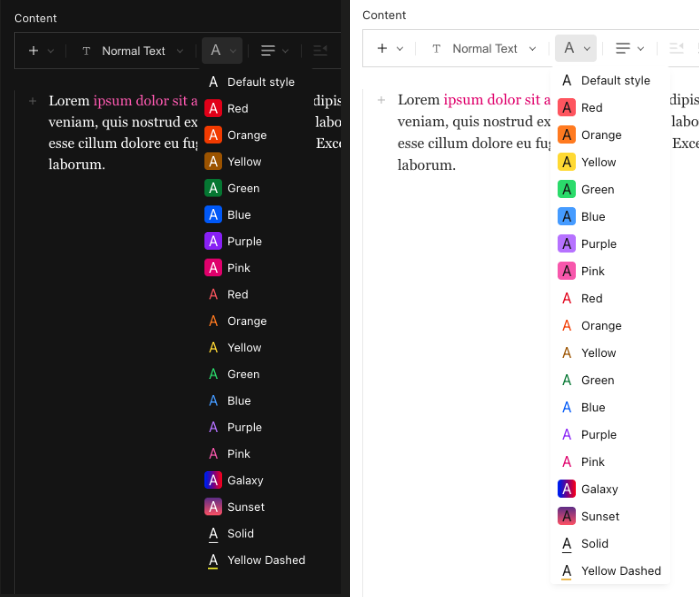 Content
Normal Text
A
Lorem ipsum dolor sit a
dipis
veniam, quis nostrud ex
labo
esse cillum dolore eu fug
Exce
laborum.
A Default style
A Red
A Orange
A Yellow
A Green
A Blue
A Purple
A Pink
A Red
A Orange
A Yellow
A Green
A Blue
A Purple
A Pink
A Galaxy
A Sunset
A Solid
A Yellow Dashed
Content
Normal Text
A
Lorem ipsum dolor sit a
dipis
veniam, quis nostrud ex
labo
esse cillum dolore eu fug
Exce
laborum.
A Default style
A Red
A Orange
A Yellow
A Green
A Blue
A Purple
A Pink
A Red
A Orange
A Yellow
A Green
A Blue
A Purple
A Pink
A Galaxy
A Sunset
A Solid
A Yellow Dashed